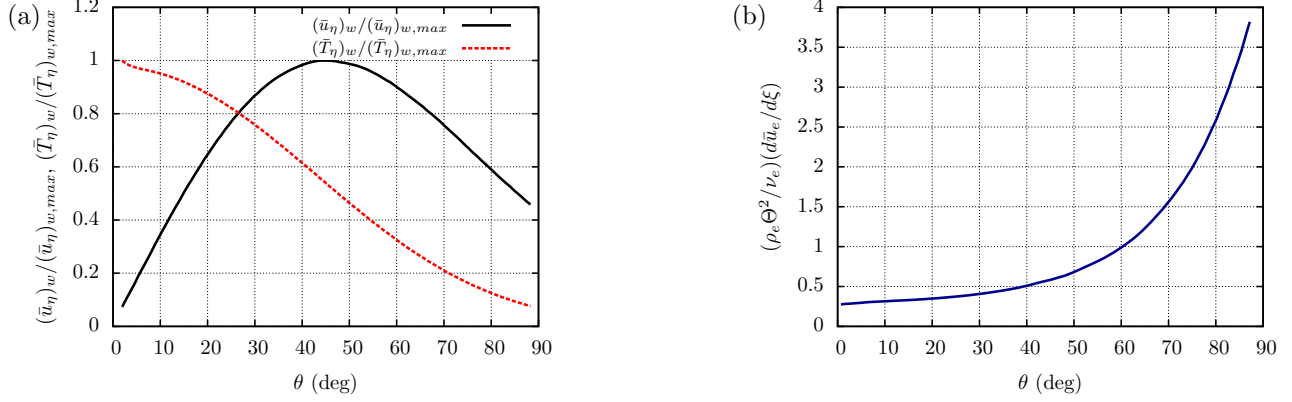 (a)
(ū_η)_w/(ū_η)_{w,max}, (T̄_η)_w/(T̄_η)_{w,max}
(ū_η)_w/(ū_η)_{w,max}
(T̄_η)_w/(T̄_η)_{w,max}
1.2
1
0.8
0.6
0.4
0.2
0
0 10 20 30 40 50 60 70 80 90
θ (deg)
(b)
(ρ_eΘ²/ν_e)(dū_e/dξ)
4
3.5
3
2.5
2
1.5
1
0.5
0
0 10 20 30 40 50 60 70 80 90
θ (deg)